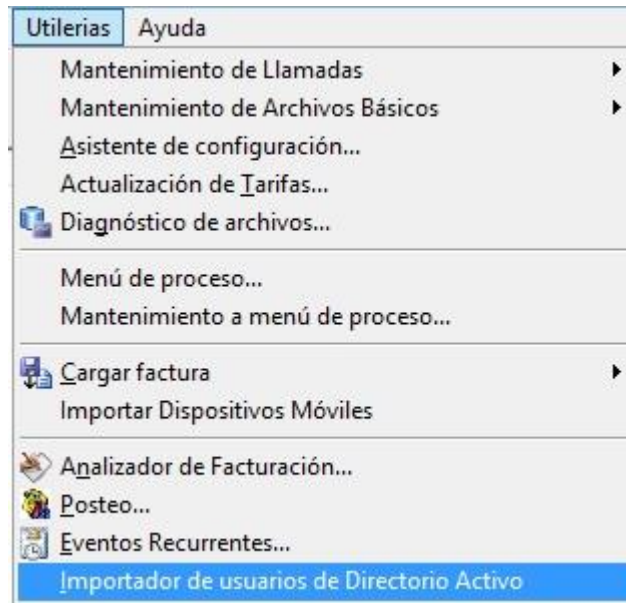 Utilerias Ayuda
Mantenimiento de Llamadas
Mantenimiento de Archivos Básicos
Asistente de configuración...
Actualización de Tarifas...
Diagnóstico de archivos...
Menú de proceso...
Mantenimiento a menú de proceso...
Cargar factura
Importar Dispositivos Móviles
Analizador de Facturación...
Posteo...
Eventos Recurrentes...
Importador de usuarios de Directorio Activo